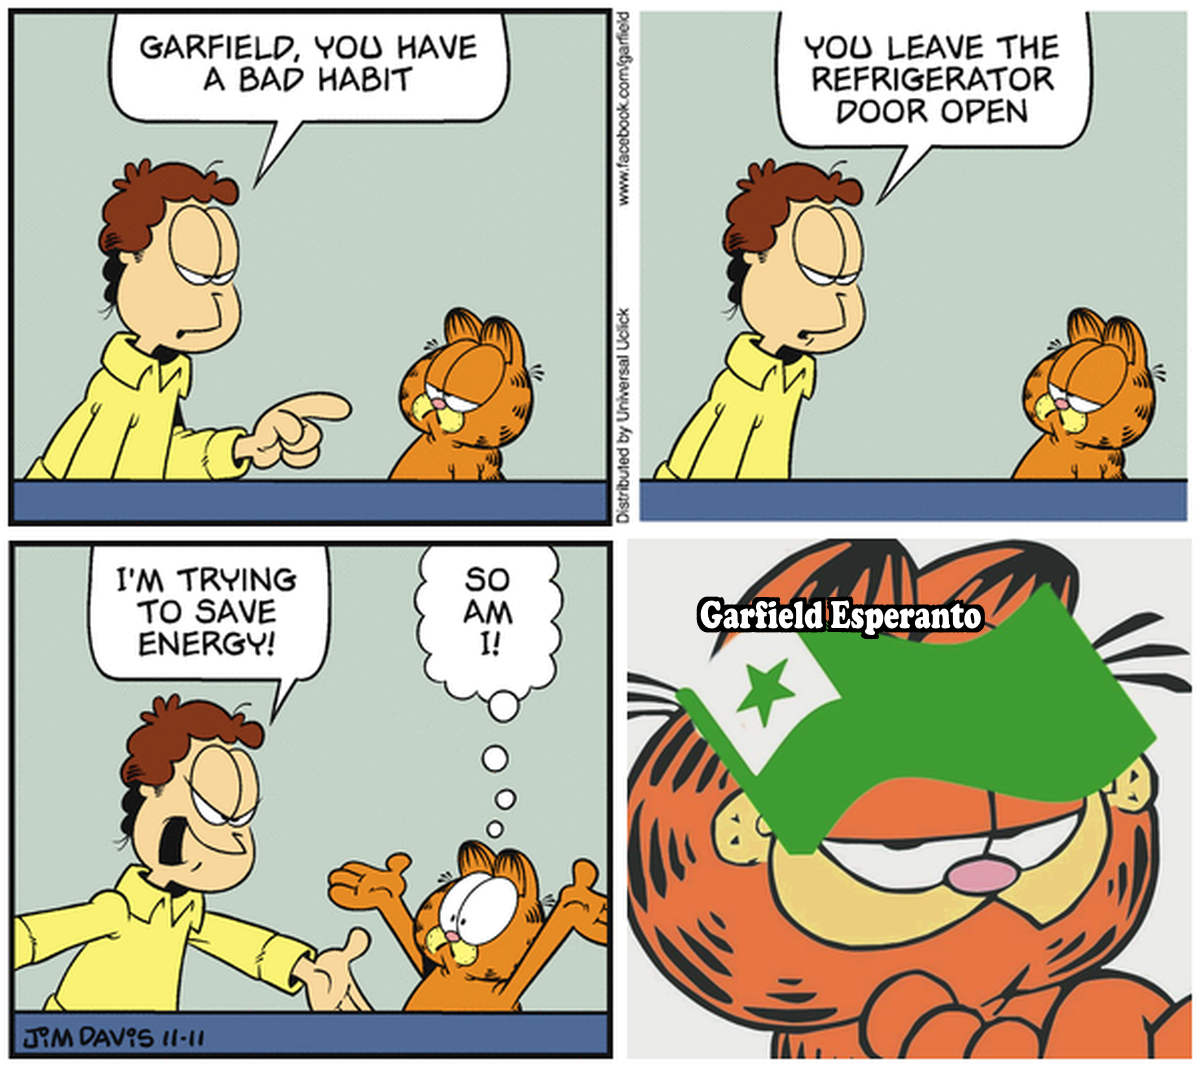 GARFIELD, YOU HAVE
A BAD HABIT
www.facebook.com/garfield
Distributed by Universal Uclick
YOU LEAVE THE
REFRIGERATOR
DOOR OPEN
I'M TRYING
TO SAVE
ENERGY!
SO
AM
I!
JiM DAViS 11-11
Garfield Esperanto